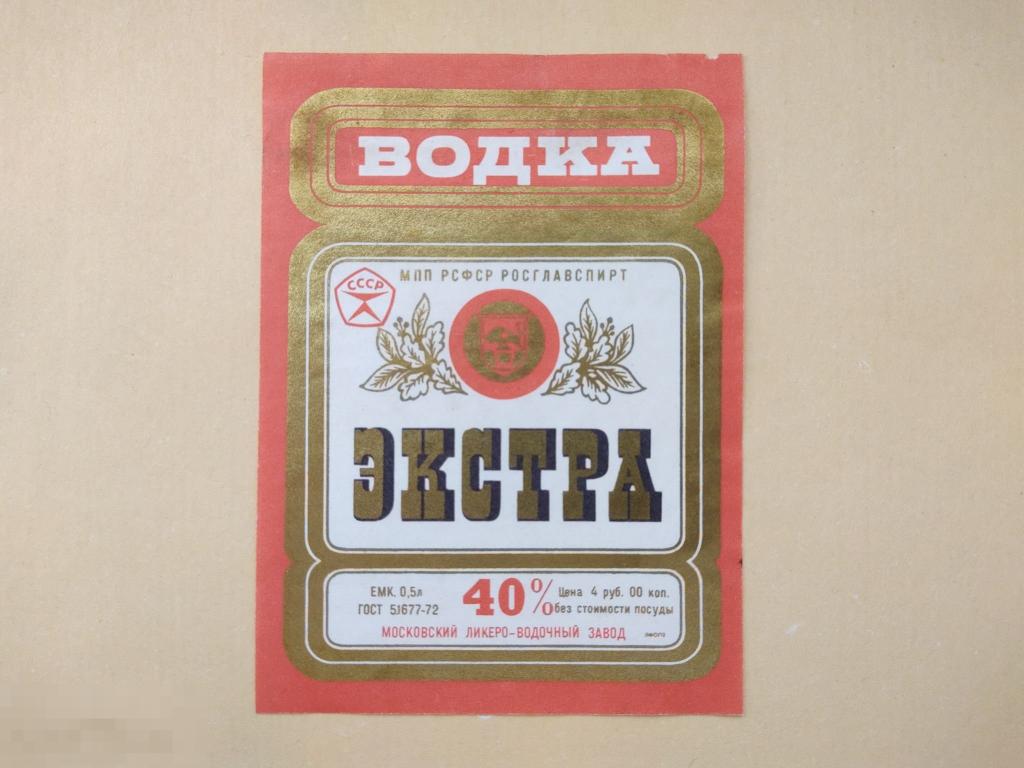 ВОДКА
МПП РСФСР РОСГЛАВСПИРТ
СССР
ЭКСТРА
ЕМК. 0,5л
ГОСТ 5J677-72
40%
Цена 4 руб. 00 коп.
без стоимости посуды
МОСКОВСКИЙ ЛИКЕРО-ВОДОЧНЫЙ ЗАВОД